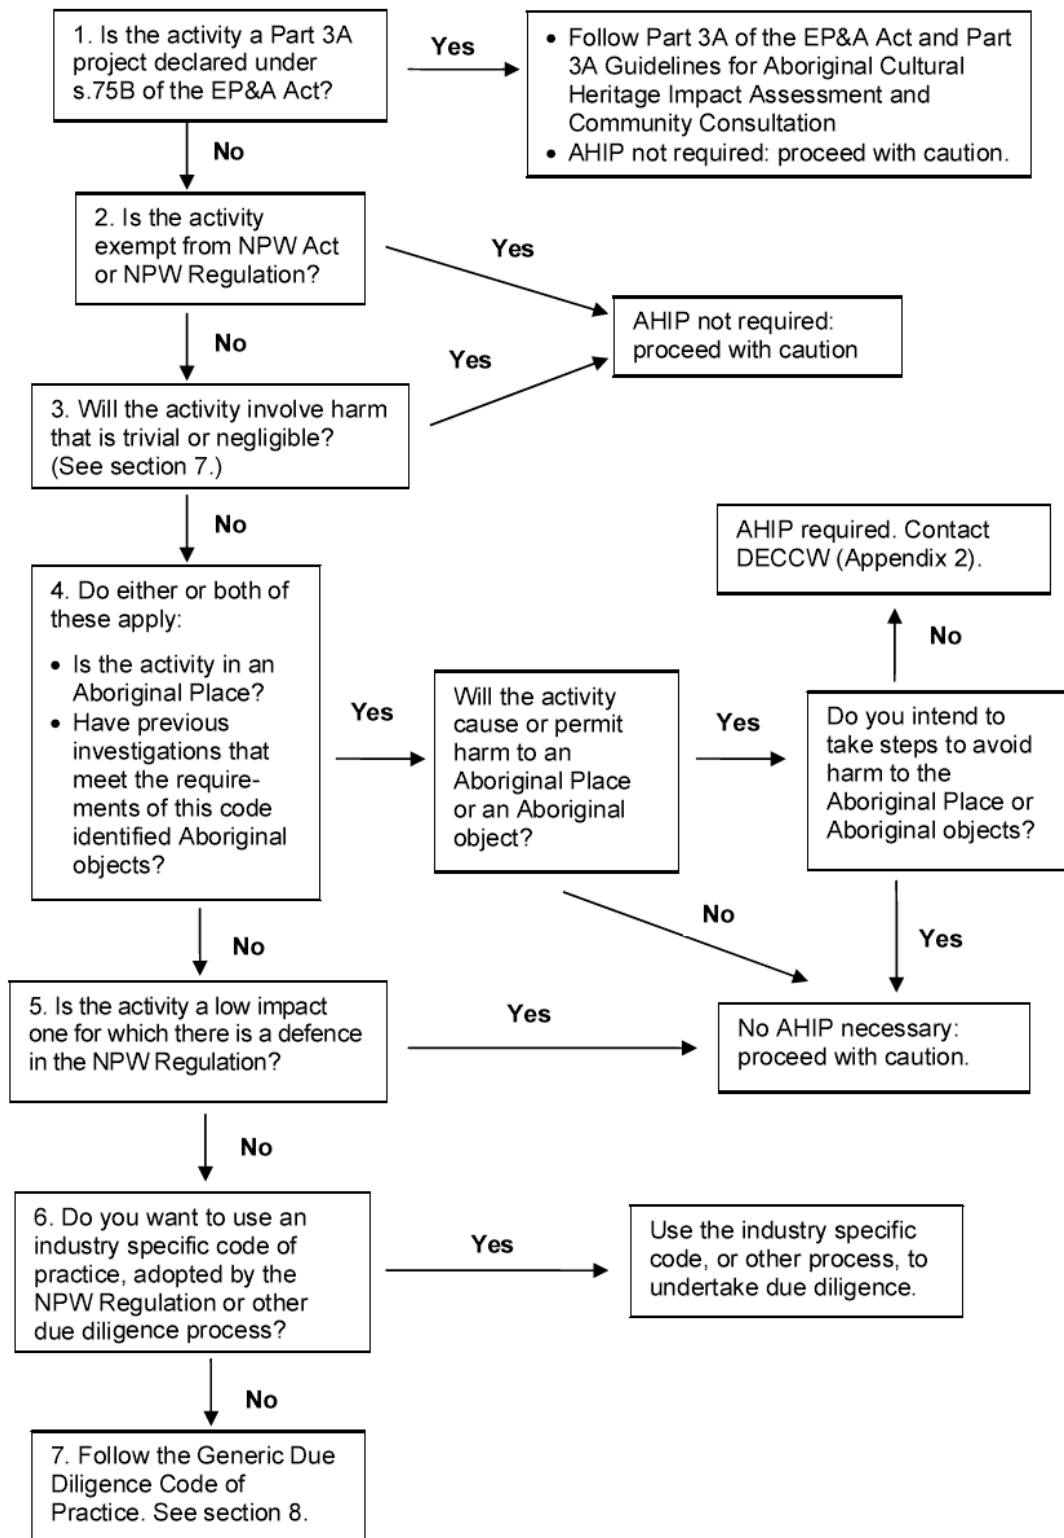 1. Is the activity a Part 3A
project declared under
s.75B of the EP&A Act?
Yes
• Follow Part 3A of the EP&A Act and Part
3A Guidelines for Aboriginal Cultural
Heritage Impact Assessment and
Community Consultation
• AHIP not required: proceed with caution.
No
2. Is the activity
exempt from NPW Act
or NPW Regulation?
Yes
No
AHIP not required:
proceed with caution
Yes
3. Will the activity involve harm
that is trivial or negligible?
(See section 7.)
No
AHIP required. Contact
DECCW (Appendix 2).
No
4. Do either or both of
these apply:
• Is the activity in an
Aboriginal Place?
• Have previous
investigations that
meet the require-
ments of this code
identified Aboriginal
objects?
Yes
Will the activity
cause or permit
harm to an
Aboriginal Place
or an Aboriginal
object?
Yes
Do you intend to
take steps to avoid
harm to the
Aboriginal Place or
Aboriginal objects?
No
No
Yes
5. Is the activity a low impact
one for which there is a defence
in the NPW Regulation?
Yes
No AHIP necessary:
proceed with caution.
No
6. Do you want to use an
industry specific code of
practice, adopted by the
NPW Regulation or other
due diligence process?
Yes
Use the industry specific
code, or other process, to
undertake due diligence.
No
7. Follow the Generic Due
Diligence Code of
Practice. See section 8.